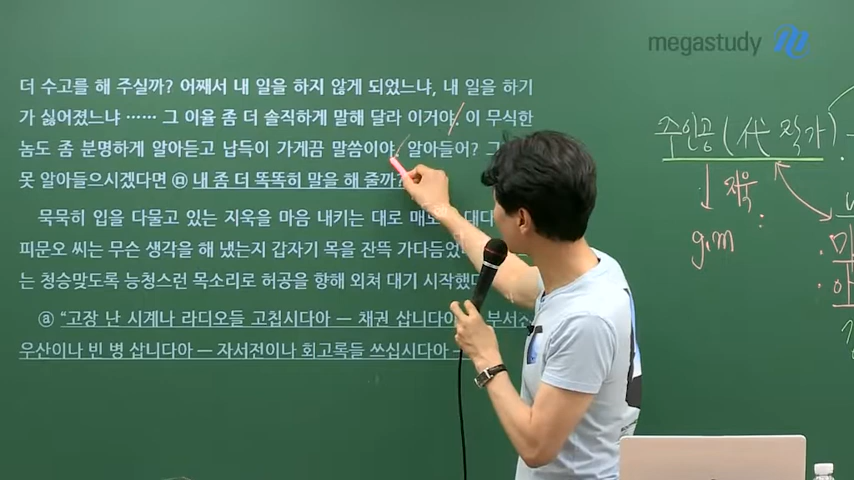 megastudy
더 수고를 해 주실까? 어째서 내 일을 하지 않게 되었느냐, 내 일을 하기
가 싫어졌느냐 …… 그 이율 좀 더 솔직하게 말해 달라 이거야. 이 무식한
놈도 좀 분명하게 알아듣고 납득이 가게끔 말씀이야. 알아들어?
못 알아들으시겠다면 ㉥ 내 좀 더 똑똑히 말을 해 줄까?
묵묵히 입을 다물고 있는 지욱을 마음 내키는 대로 매도해 대다
피문오 씨는 무슨 생각을 해 냈는지 갑자기 목을 잔뜩 가다듬었
는 청승맞도록 능청스런 목소리로 허공을 향해 외쳐 대기 시작했다
ⓐ “고장 난 시계나 라디오들 고칩시다아 ― 채권 삽니다아 ― 부서진
우산이나 빈 병 삽니다아 ― 자서전이나 회고록들 쓰십시다아 ―
주인공(代 작가)
지욱